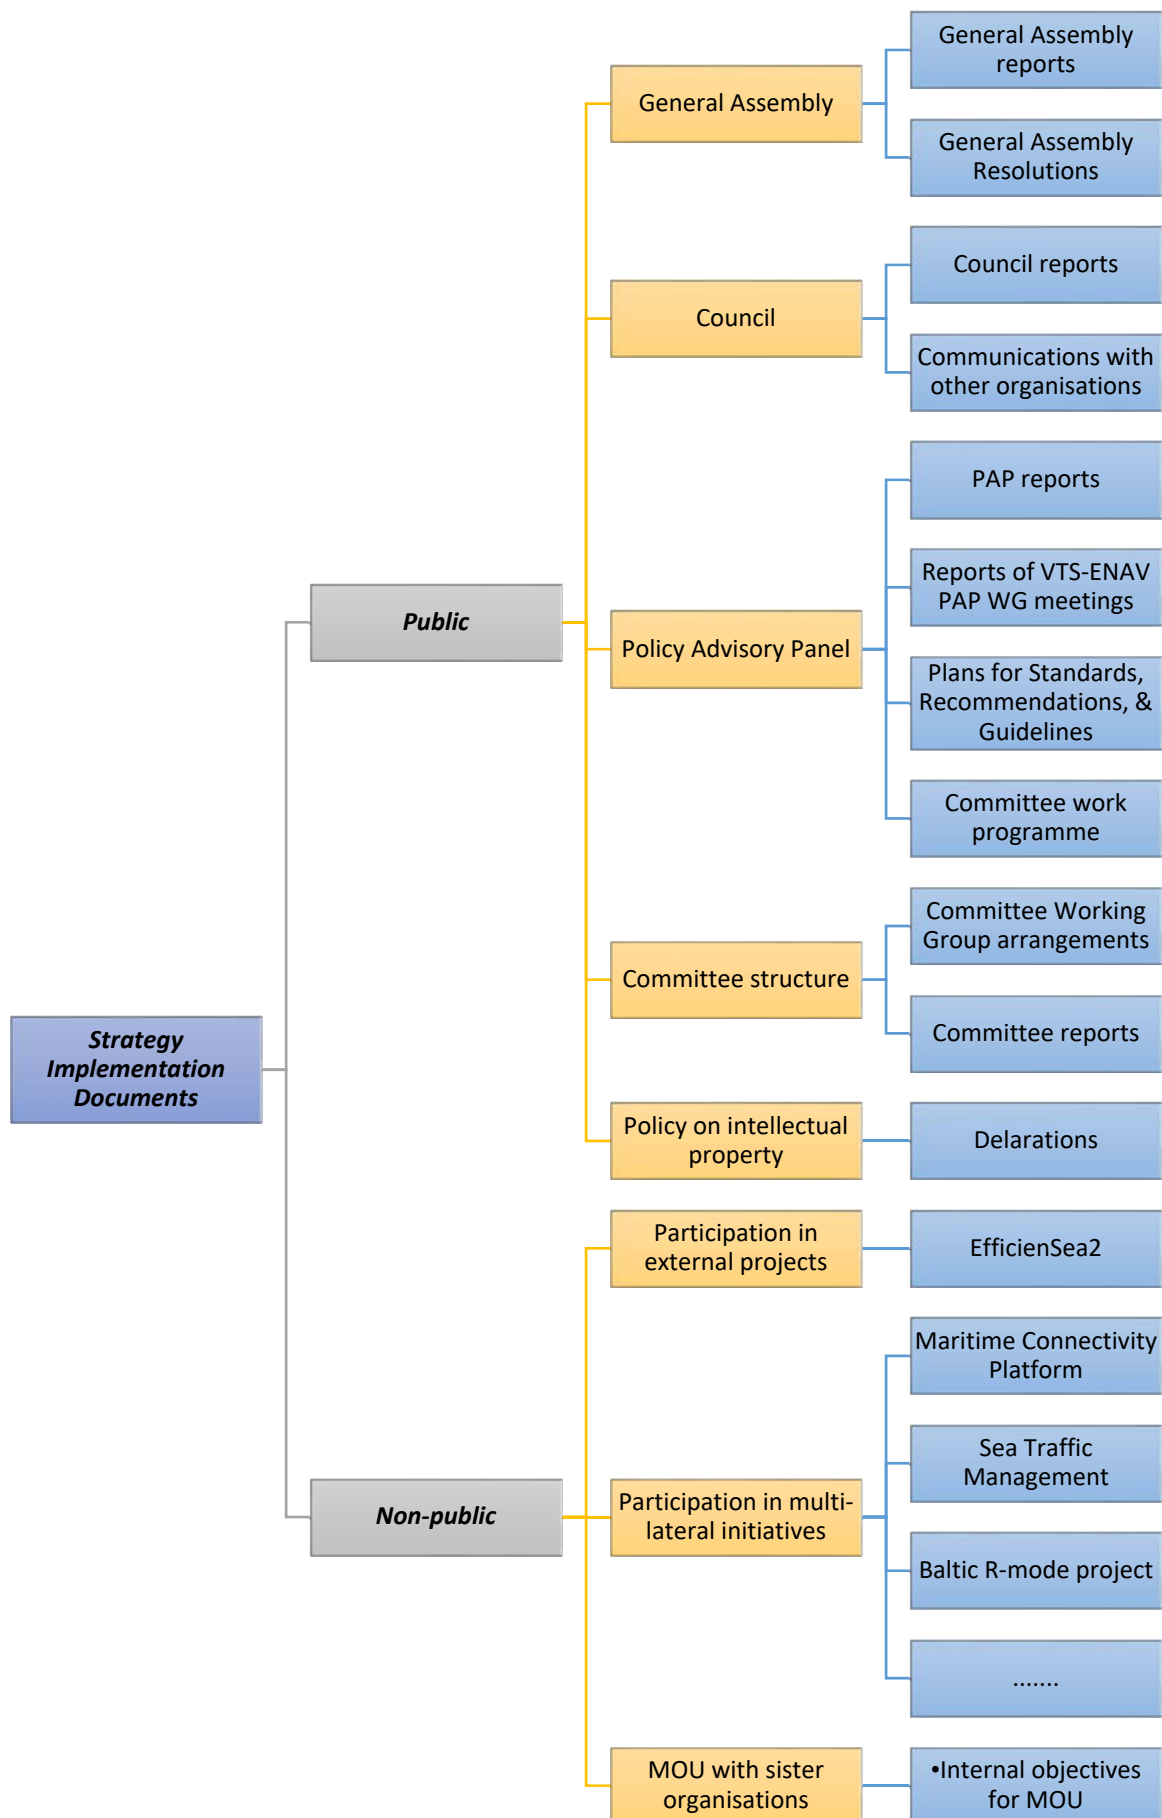 General Assembly
reports
General Assembly
General Assembly
Resolutions
Council reports
Council
Communications with
other organisations
PAP reports
Reports of VTS-ENAV
PAP WG meetings
Public
Policy Advisory Panel
Plans for Standards,
Recommendations, &
Guidelines
Committee work
programme
Committee Working
Group arrangements
Committee structure
Committee reports
Strategy
Implementation
Documents
Policy on intellectual
property
Delarations
Participation in
external projects
EfficienSea2
Maritime Connectivity
Platform
Sea Traffic
Management
Non-public
Participation in multi-
lateral initiatives
Baltic R-mode project
.......
MOU with sister
organisations
•Internal objectives
for MOU